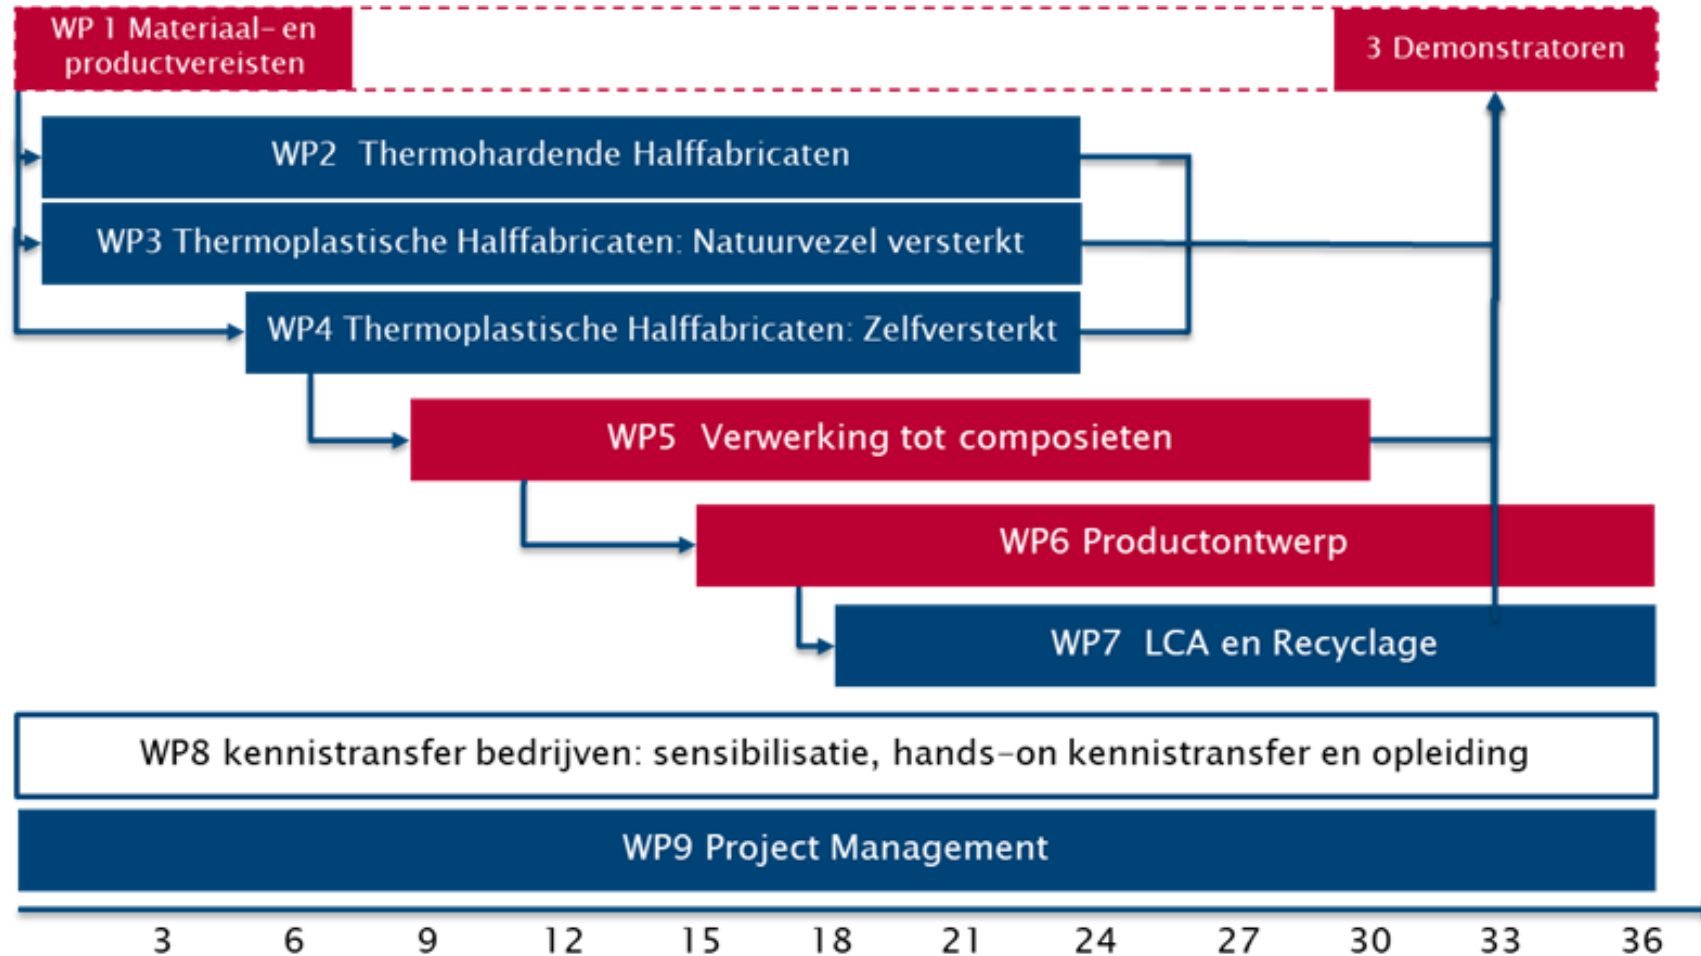 WP 1 Materiaal- en
productvereisten
3 Demonstratoren
WP2 Thermohardende Halffabricaten
WP3 Thermoplastische Halffabricaten: Natuurvezel versterkt
WP4 Thermoplastische Halffabricaten: Zelfversterkt
WP5 Verwerking tot composieten
WP6 Productontwerp
WP7 LCA en Recyclage
WP8 kennistransfer bedrijven: sensibilisatie, hands-on kennistransfer en opleiding
WP9 Project Management
3 6 9 12 15 18 21 24 27 30 33 36